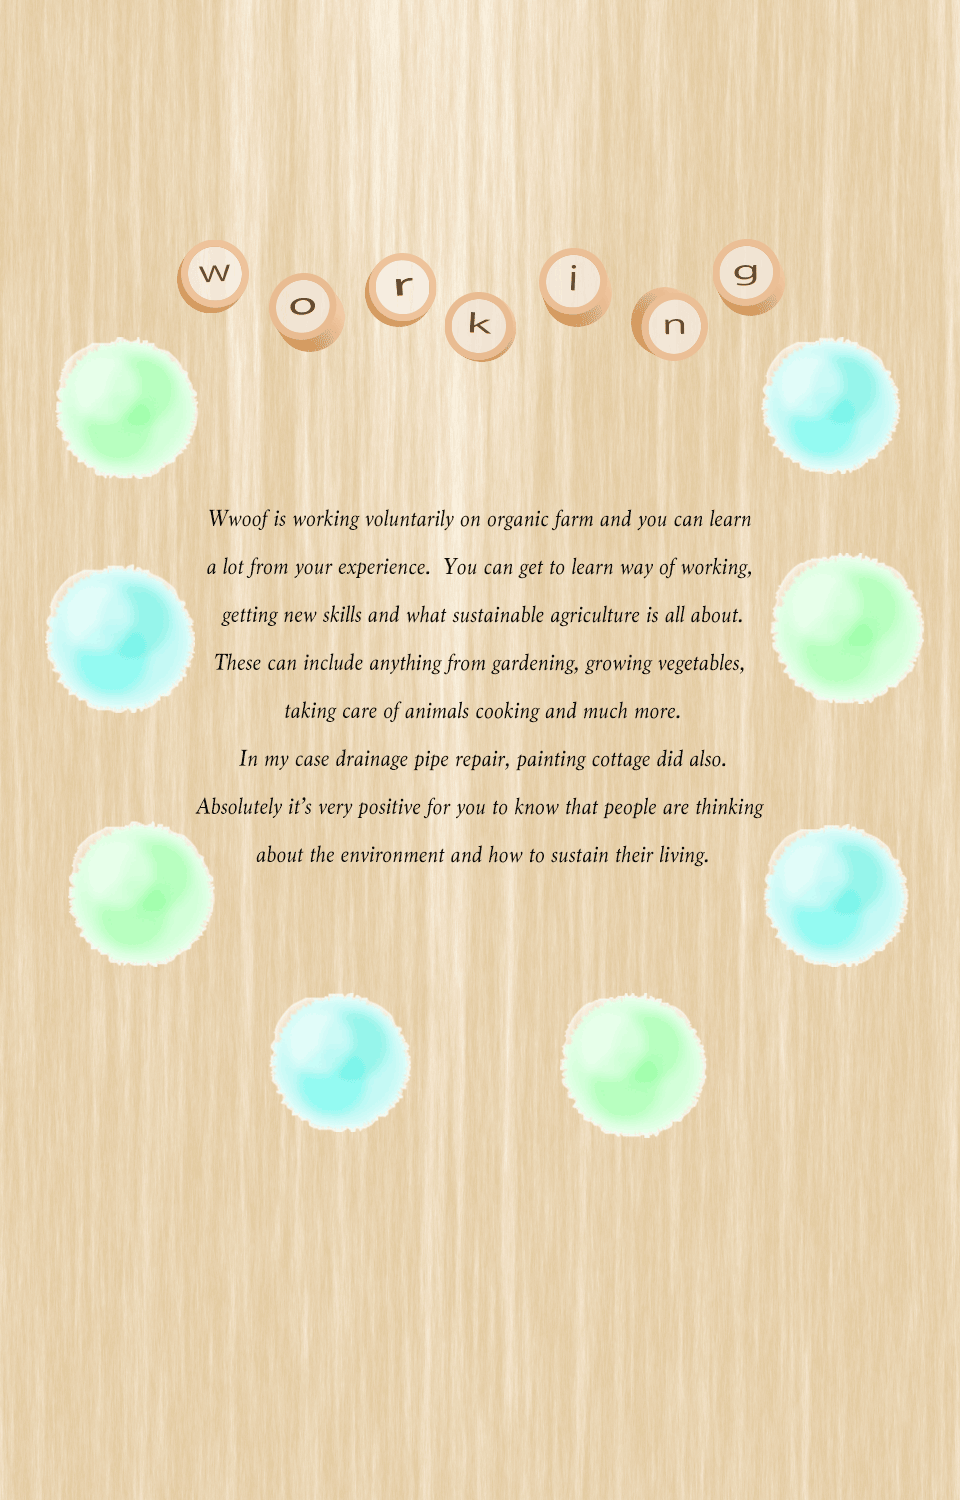 working
Wwoof is working voluntarily on organic farm and you can learn
a lot from your experience.  You can get to learn way of working,
getting new skills and what sustainable agriculture is all about.
These can include anything from gardening, growing vegetables,
taking care of animals cooking and much more.
In my case drainage pipe repair, painting cottage did also.
Absolutely it’s very positive for you to know that people are thinking
about the environment and how to sustain their living.